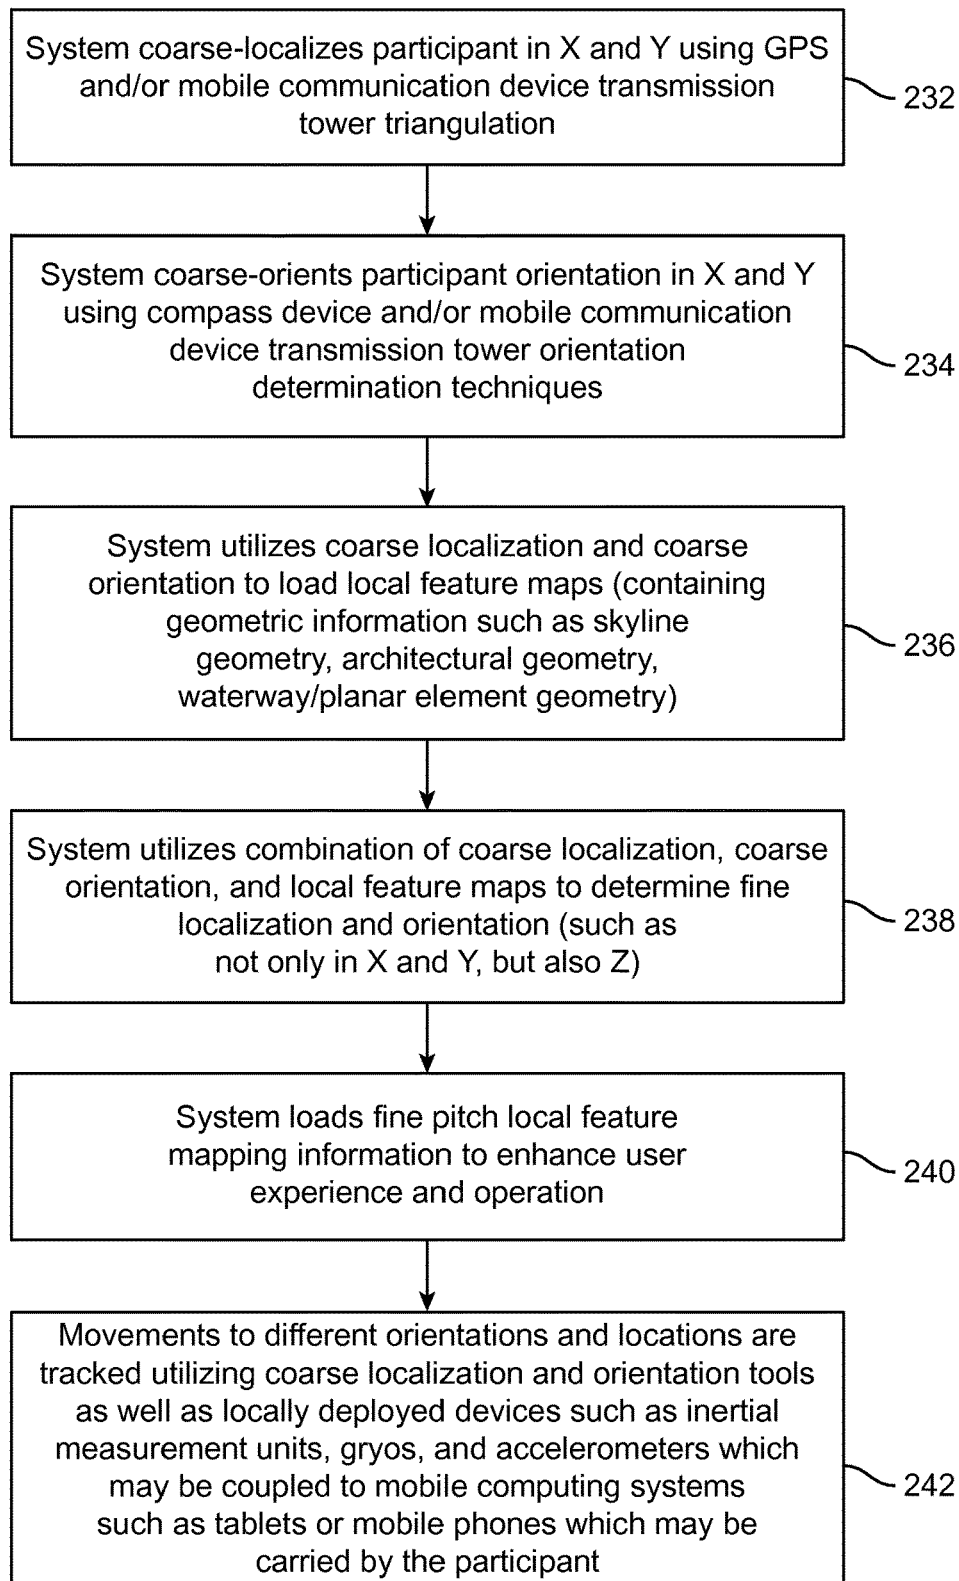 System coarse-localizes participant in X and Y using GPS
and/or mobile communication device transmission
tower triangulation
232
System coarse-orients participant orientation in X and Y
using compass device and/or mobile communication
device transmission tower orientation
determination techniques
234
System utilizes coarse localization and coarse
orientation to load local feature maps (containing
geometric information such as skyline
geometry, architectural geometry,
waterway/planar element geometry)
236
System utilizes combination of coarse localization, coarse
orientation, and local feature maps to determine fine
localization and orientation (such as
not only in X and Y, but also Z)
238
System loads fine pitch local feature
mapping information to enhance user
experience and operation
240
Movements to different orientations and locations are
tracked utilizing coarse localization and orientation tools
as well as locally deployed devices such as inertial
measurement units, gryos, and accelerometers which
may be coupled to mobile computing systems
such as tablets or mobile phones which may be
carried by the participant
242